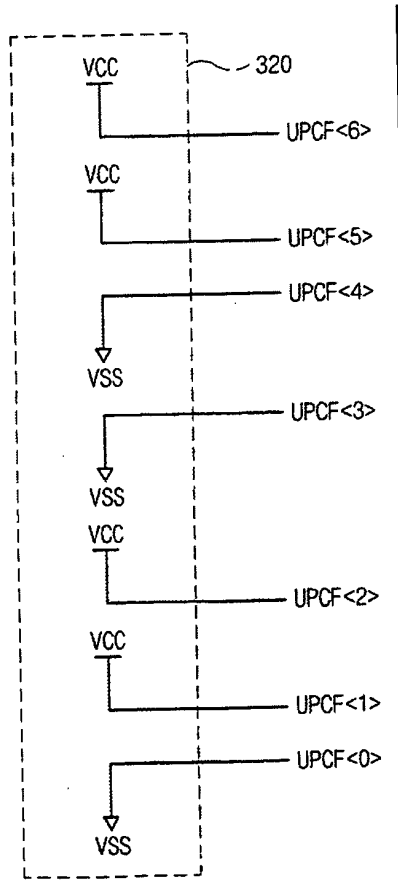 VCC
320
UPCF<6>
VCC
UPCF<5>
UPCF<4>
VSS
UPCF<3>
VSS
VCC
UPCF<2>
VCC
UPCF<1>
UPCF<0>
VSS